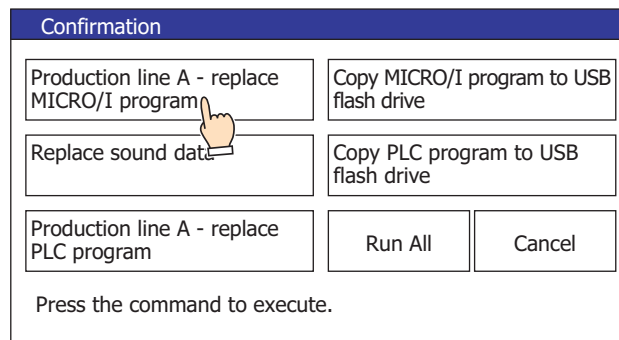 Confirmation
Production line A - replace
MICRO/I program
Copy MICRO/I program to USB
flash drive
Replace sound data
Copy PLC program to USB
flash drive
Production line A - replace
PLC program
Run All
Cancel
Press the command to execute.